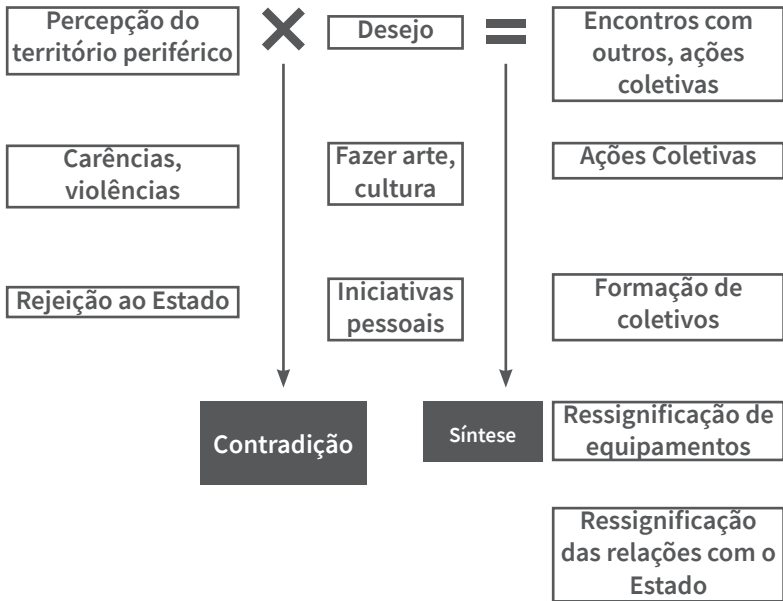 Percepção do
território periférico
Desejo
Encontros com
outros, ações
coletivas
Carências,
violências
Fazer arte,
cultura
Ações Coletivas
Rejeição ao Estado
Iniciativas
pessoais
Formação de
coletivos
Contradição
Síntese
Ressignificação de
equipamentos
Ressignificação
das relações com o
Estado